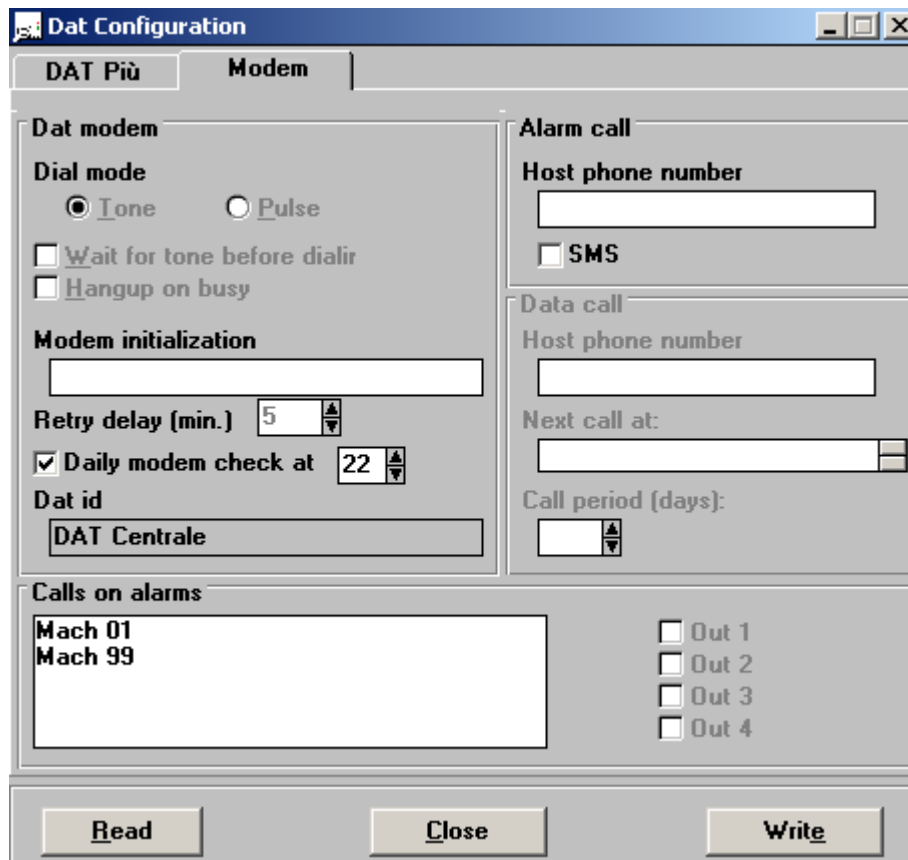 Dat Configuration
DAT Più
Modem
Dat modem
Dial mode
Tone
Pulse
Wait for tone before dialir
Hangup on busy
Modem initialization
Retry delay (min.) 5
Daily modem check at 22
Dat id
DAT Centrale
Alarm call
Host phone number
SMS
Data call
Host phone number
Next call at:
Call period (days):
Calls on alarms
Mach 01
Mach 99
Out 1
Out 2
Out 3
Out 4
Read
Close
Write